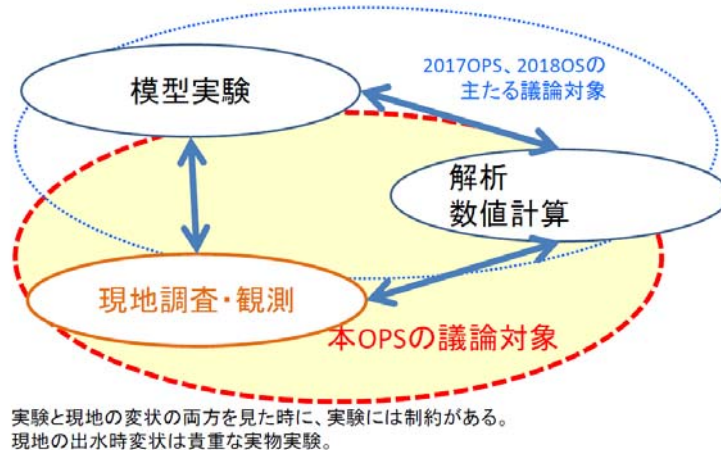 2017OPS、2018OSの
主たる議論対象
模型実験
解析
数値計算
現地調査・観測
本OPSの議論対象
実験と現地の変状の両方を見た時に、実験には制約がある。
現地の出水時変状は貴重な実物実験。